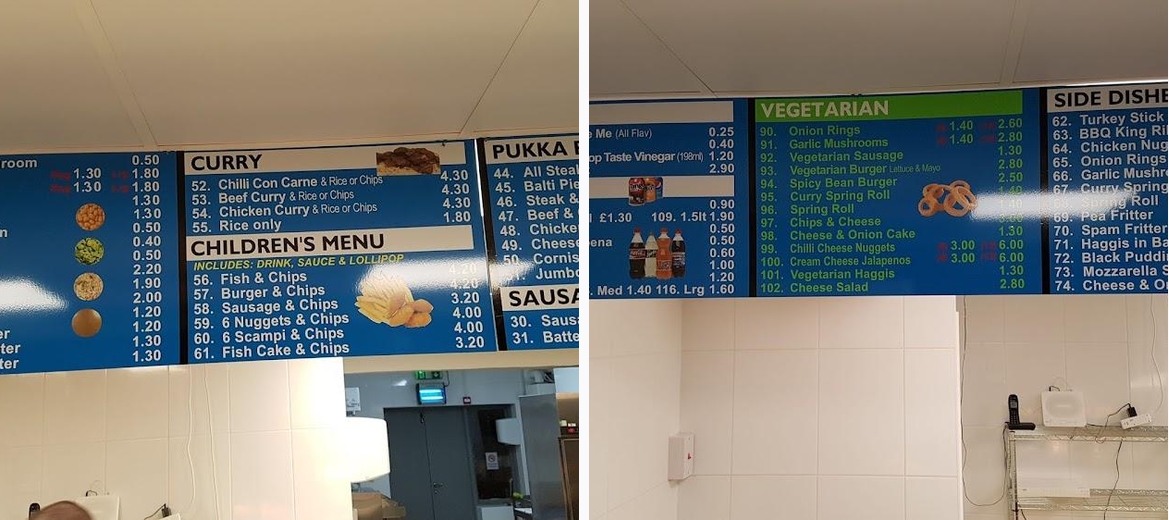 room 0.50
1.30 1.80
1.30 1.80
1.30
1.30
0.50
0.40
0.50
2.20
1.90
2.00
1.20
1.20
1.30
CURRY
52. Chilli Con Carne & Rice or Chips 4.30
53. Beef Curry & Rice or Chips 4.30
54. Chicken Curry & Rice or Chips 4.30
55. Rice only 1.80
CHILDREN'S MENU
INCLUDES: DRINK, SAUCE & LOLLIPOP
56. Fish & Chips 4.20
57. Burger & Chips 4.20
58. Sausage & Chips 3.20
59. 6 Nuggets & Chips 4.00
60. 6 Scampi & Chips 4.00
61. Fish Cake & Chips 3.20
PUKKA
44. All Steak
45. Balti Pie
46. Steak &
47. Beef &
48. Chicken
49. Cheese
50. Cornis
51. Jumbo
SAUSA
30. Sausa
31. Batte
e Me (All Flav) 0.25
0.40
op Taste Vinegar (198ml) 1.20
2.90
0.90
£1.30 109. 1.5lt 1.90
0.50
ena 0.50
0.60
1.00
1.20
Med 1.40 116. Lrg 1.60
VEGETARIAN
90. Onion Rings 1.40 2.60
91. Garlic Mushrooms 1.40 2.80
92. Vegetarian Sausage 1.30
93. Vegetarian Burger Lettuce & Mayo 2.80
94. Spicy Bean Burger 2.50
95. Curry Spring Roll
96. Spring Roll
97. Chips & Cheese
98. Cheese & Onion Cake 1.30
99. Chilli Cheese Nuggets 3.00 6.00
100. Cream Cheese Jalapenos 3.00 6.00
101. Vegetarian Haggis 1.30
102. Cheese Salad 2.80
SIDE DISHE
62. Turkey Stick
63. BBQ King Ri
64. Chicken Nug
65. Onion Rings
66. Garlic Mushr
67. Curry Spring
68. Spring Roll
69. Pea Fritter
70. Spam Fritter
71. Haggis in Ba
72. Black Puddi
73. Mozzarella S
74. Cheese & O